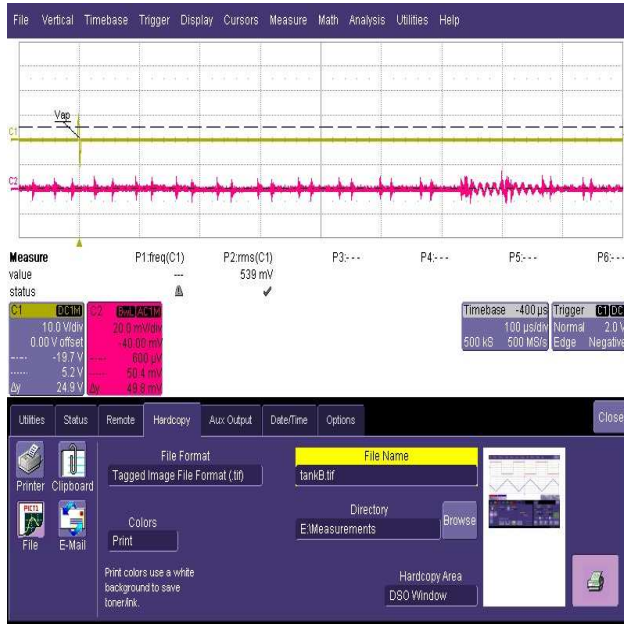 File Vertical Timebase Trigger Display Cursors Measure Math Analysis Utilities Help
Vap
C1
C2
Measure P1:freq(C1) P2:rms(C1) P3:- - - P4:- - - P5:- - - P6:- - -
value --- 539 mV
status
C1 DC1M
10.0 V/div
0.00 V offset
-19.7 V
5.2 V
Δy 24.9 V
C2 BwL AC1M
20.0 mV/div
-40.00 mV
600 µV
50.4 mV
Δy 49.8 mV
Timebase -400 µs
100 µs/div
500 kS 500 MS/s
Trigger C1 DC
Normal 2.0 V
Edge Negative
Utilities Status Remote Hardcopy Aux Output Date/Time Options Close
Printer
Clipboard
File
E-Mail
File Format
Tagged Image File Format (.tif)
Colors
Print
Print colors use a white
background to save
toner/ink.
File Name
tankB.tif
Directory
E:\Measurements
Browse
Hardcopy Area
DSO Window